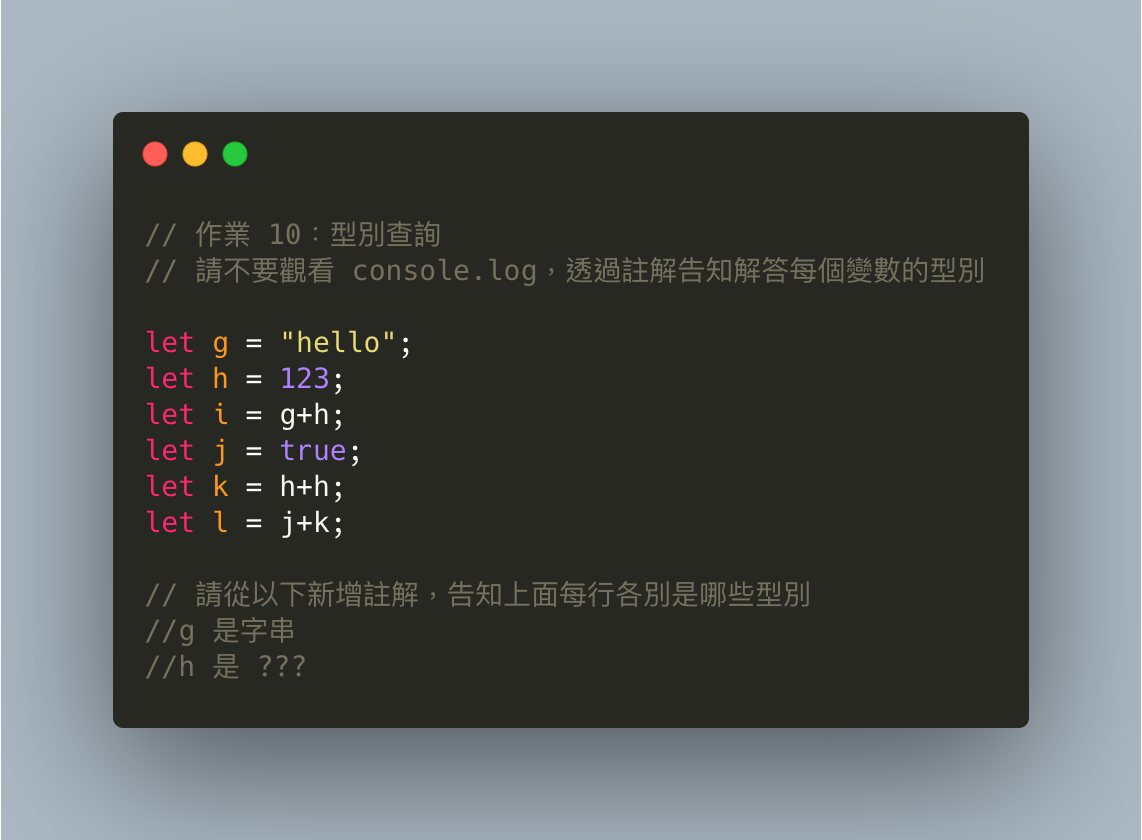 // 作業 10：型別查詢
// 請不要觀看 console.log，透過註解告知解答每個變數的型別
let g = "hello";
let h = 123;
let i = g+h;
let j = true;
let k = h+h;
let l = j+k;
// 請從以下新增註解，告知上面每行各別是哪些型別
//g 是字串
//h 是 ???